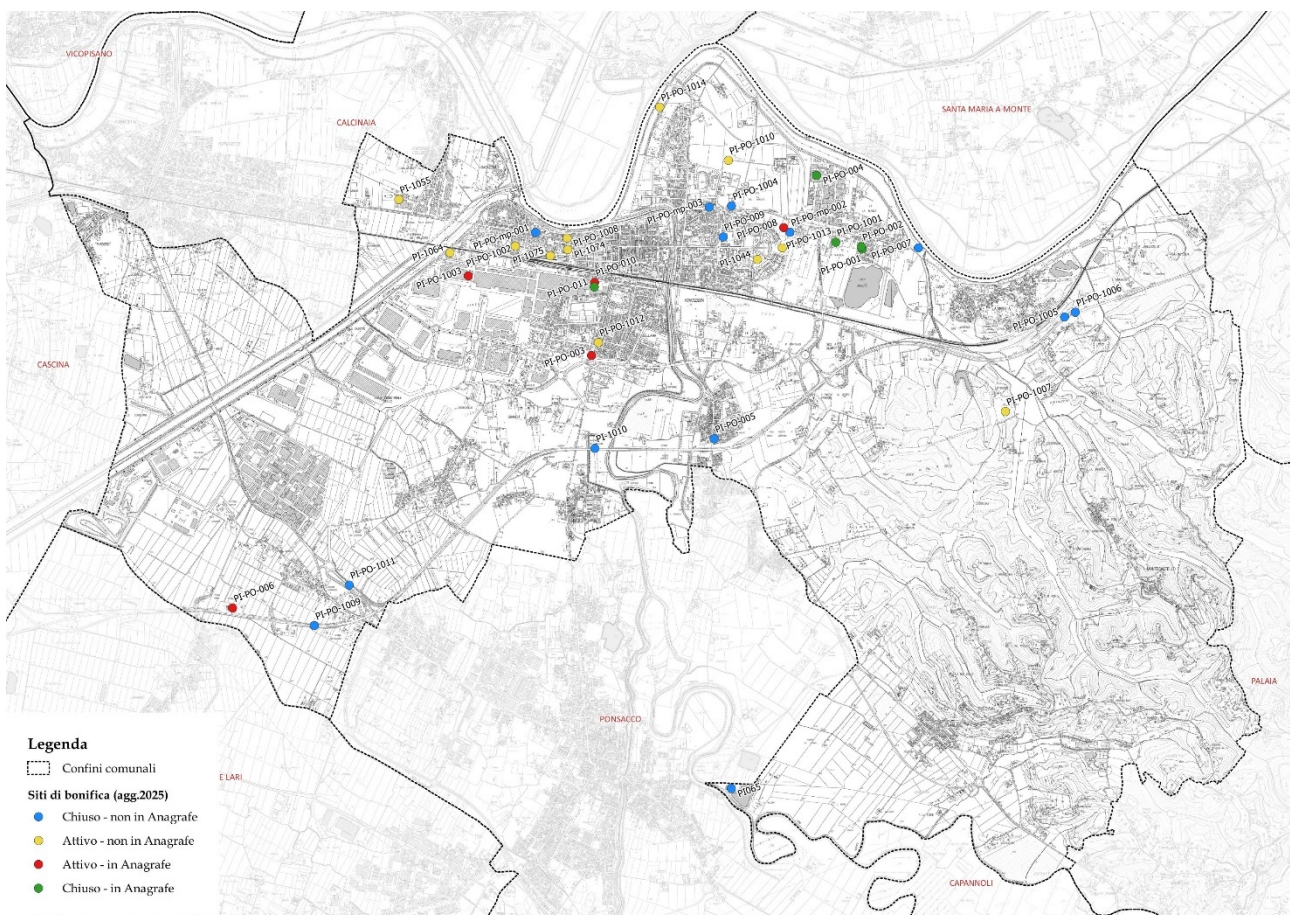 VICOPISANO
CALCINAIA
SANTA MARIA A MONTE
PI-PO-1014
PI-PO-1010
PI-PO-004
PI-1055
PI-PO-1004
PI-PO-mp-003
PI-PO-009
PI-PO-mp-002
PI-PO-008
PI-PO-mp-001
PI-PO-1008
PI-PO-1013
PI-PO-1001
PI-PO-002
PI-PO-007
PI-PO-001
PI-1064
PI-PO-1002
PI-1074
PI-1075
PI-1044
PI-PO-1003
PI-PO-010
PI-PO-011
PI-PO-1006
PI-PO-1005
PI-PO-1012
PI-PO-003
CASCINA
PI-PO-1007
PI-PO-005
PI-1010
PI-PO-1011
PI-PO-006
PI-PO-1009
PALAIA
PONSACCO
E LARI
PI065
CAPANNOLI
Legenda
Confini comunali
Siti di bonifica (agg.2025)
Chiuso - non in Anagrafe
Attivo - non in Anagrafe
Attivo - in Anagrafe
Chiuso - in Anagrafe